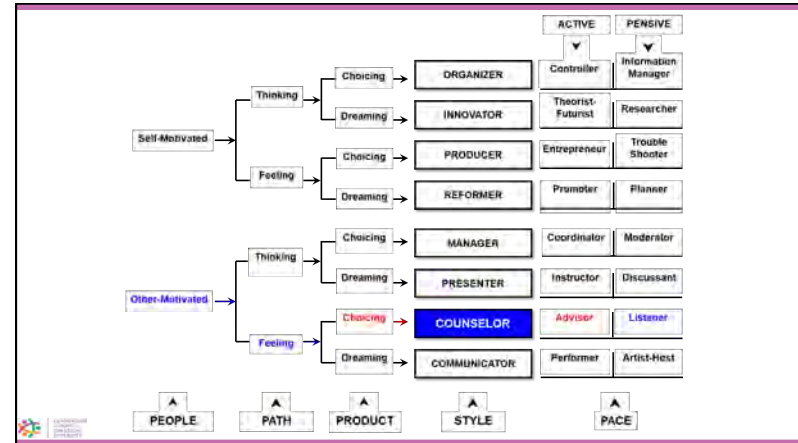 ACTIVE PENSIVE
Choicing ORGANIZER Controller Information
Manager
Thinking
Dreaming INNOVATOR Theorist-
Futurist Researcher
Self-Motivated
Choicing PRODUCER Entrepreneur Trouble
Shooter
Feeling
Dreaming REFORMER Promoter Planner
Choicing MANAGER Coordinator Moderator
Thinking
Dreaming PRESENTER Instructor Discussant
Other-Motivated
Choicing COUNSELOR Advisor Listener
Feeling
Dreaming COMMUNICATOR Performer Artist-Host
PEOPLE PATH PRODUCT STYLE PACE